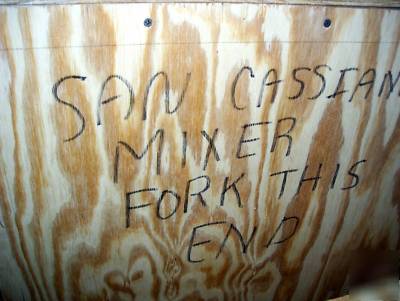 SAN CASSIAN
MIXER
FORK THIS
END